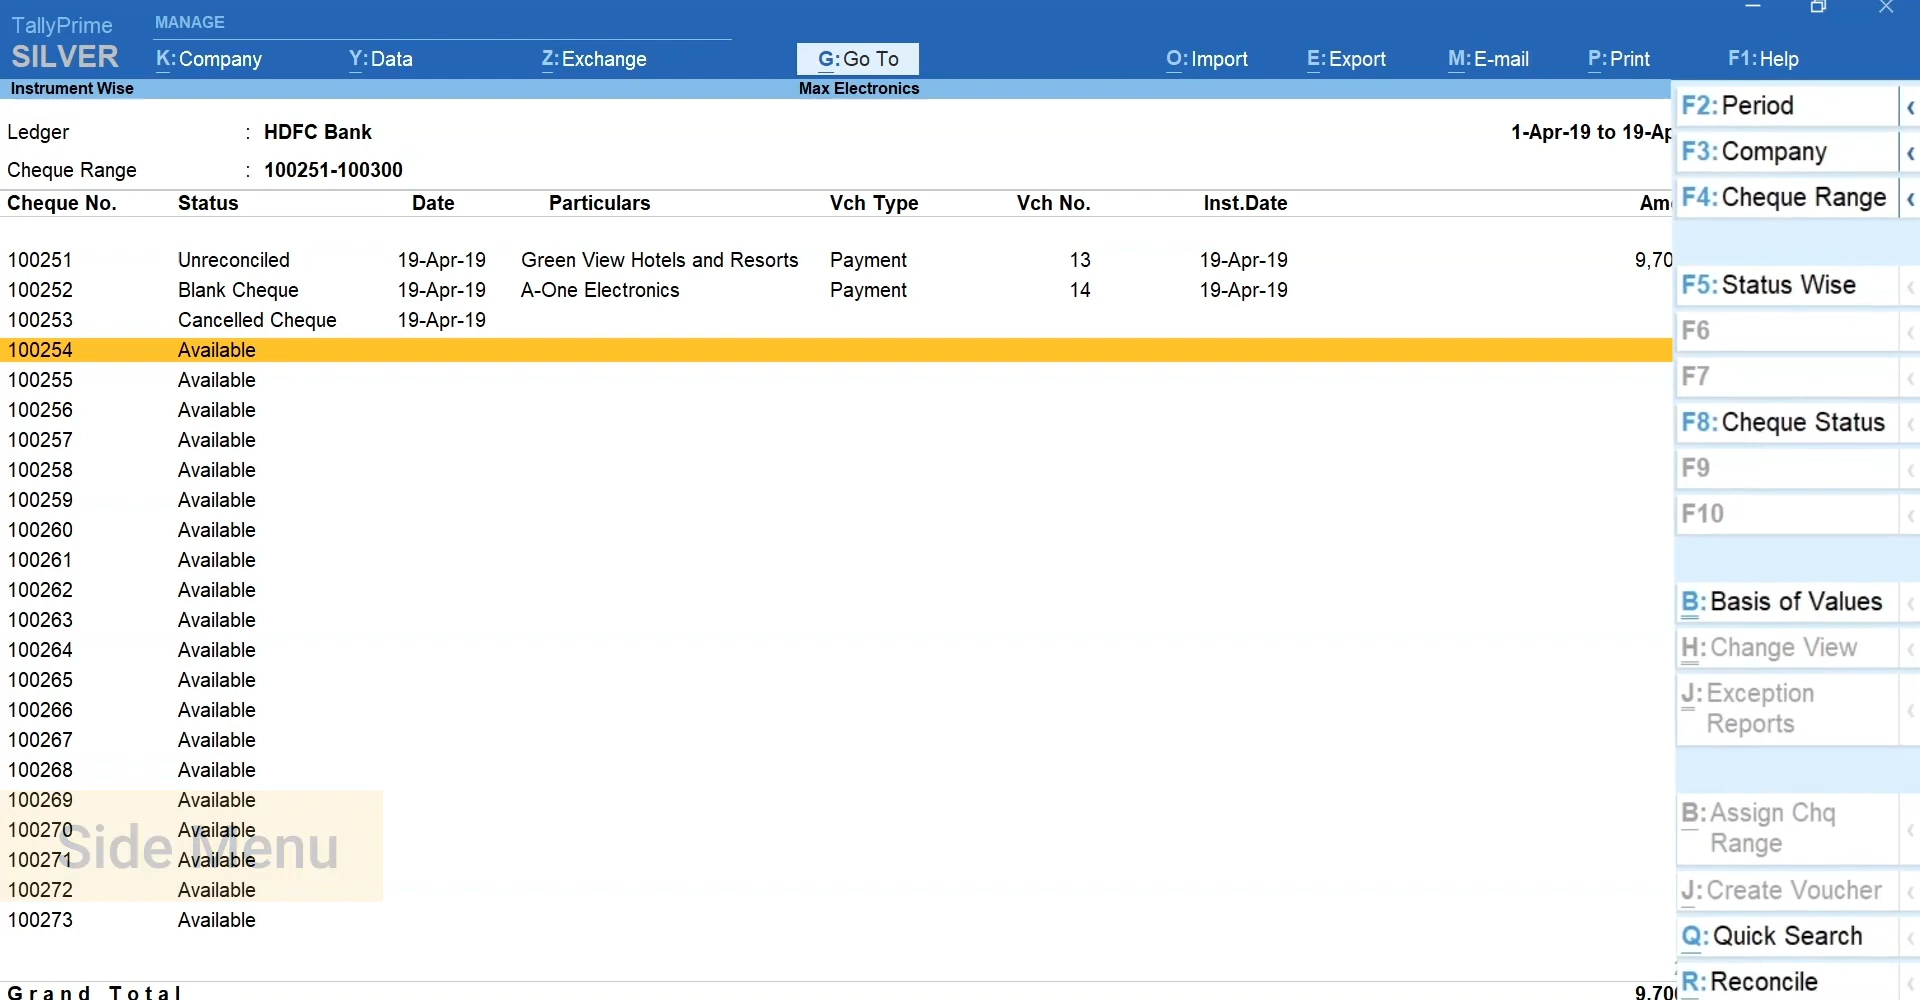 TallyPrime
SILVER
MANAGE
K:Company Y:Data Z:Exchange G:Go To O:Import E:Export M:E-mail P:Print F1:Help
Instrument Wise Max Electronics
Ledger : HDFC Bank 1-Apr-19 to 19-Ap
Cheque Range : 100251-100300
Cheque No. Status Date Particulars Vch Type Vch No. Inst.Date Am
100251 Unreconciled 19-Apr-19 Green View Hotels and Resorts Payment 13 19-Apr-19 9,70
100252 Blank Cheque 19-Apr-19 A-One Electronics Payment 14 19-Apr-19
100253 Cancelled Cheque 19-Apr-19
100254 Available
100255 Available
100256 Available
100257 Available
100258 Available
100259 Available
100260 Available
100261 Available
100262 Available
100263 Available
100264 Available
100265 Available
100266 Available
100267 Available
100268 Available
100269 Available
100270 Available
Side Menu
100271 Available
100272 Available
100273 Available
Grand Total 9,70
F2:Period
F3:Company
F4:Cheque Range
F5:Status Wise
F6
F7
F8:Cheque Status
F9
F10
B:Basis of Values
H:Change View
J:Exception
Reports
B:Assign Chq
Range
J:Create Voucher
Q:Quick Search
R:Reconcile